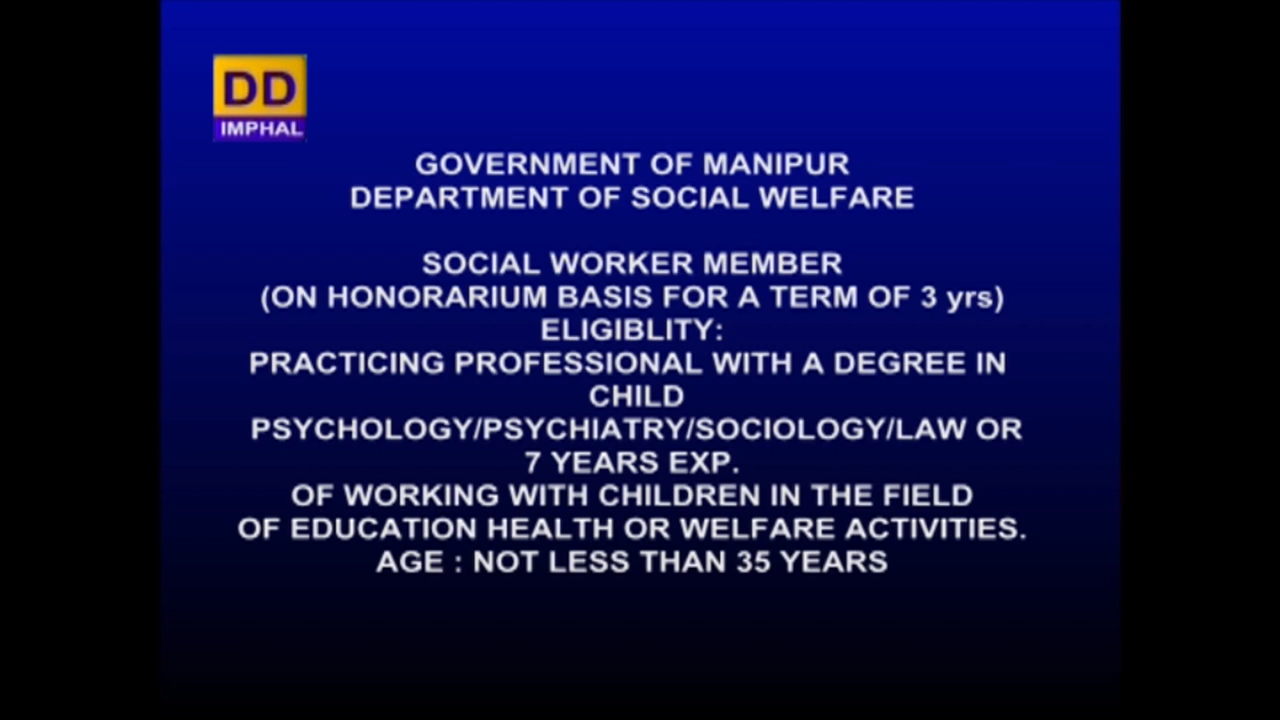 DD
IMPHAL
GOVERNMENT OF MANIPUR
DEPARTMENT OF SOCIAL WELFARE
SOCIAL WORKER MEMBER
(ON HONORARIUM BASIS FOR A TERM OF 3 yrs)
ELIGIBLITY:
PRACTICING PROFESSIONAL WITH A DEGREE IN
CHILD
PSYCHOLOGY/PSYCHIATRY/SOCIOLOGY/LAW OR
7 YEARS EXP.
OF WORKING WITH CHILDREN IN THE FIELD
OF EDUCATION HEALTH OR WELFARE ACTIVITIES.
AGE : NOT LESS THAN 35 YEARS